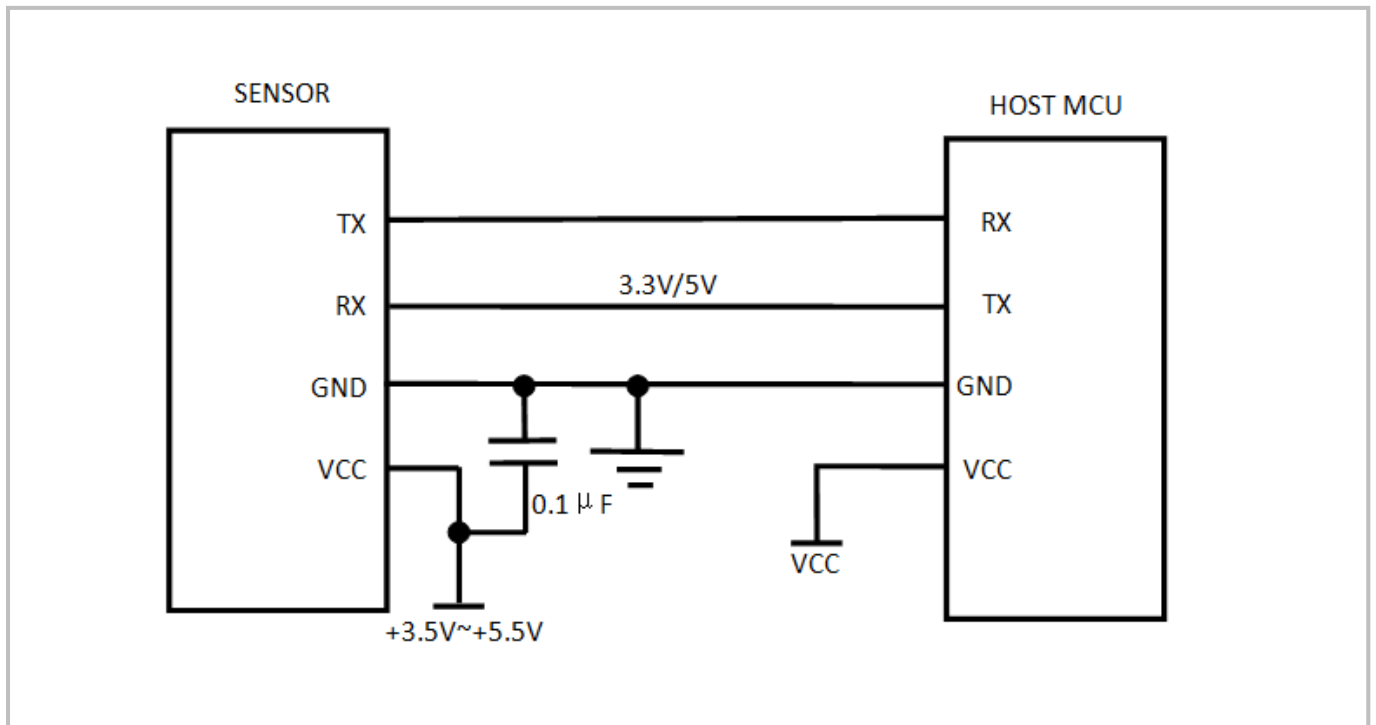 SENSOR
HOST MCU
TX
RX
3.3V/5V
RX
TX
GND
GND
VCC
VCC
0.1 μ F
VCC
+3.5V~+5.5V